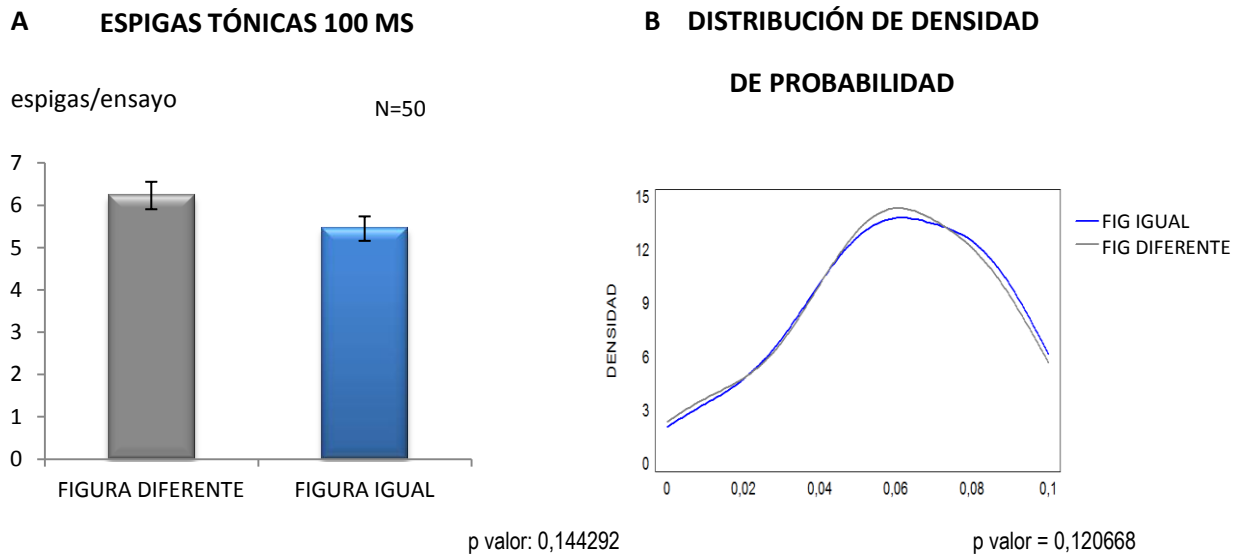 A ESPIGAS TÓNICAS 100 MS
espigas/ensayo
N=50
7
6
5
4
3
2
1
0
FIGURA DIFERENTE FIGURA IGUAL
p valor: 0,144292
B DISTRIBUCIÓN DE DENSIDAD
DE PROBABILIDAD
DENSIDAD
15
12
9
6
3
0
0 0,02 0,04 0,06 0,08 0,1
FIG IGUAL
FIG DIFERENTE
p valor = 0,120668